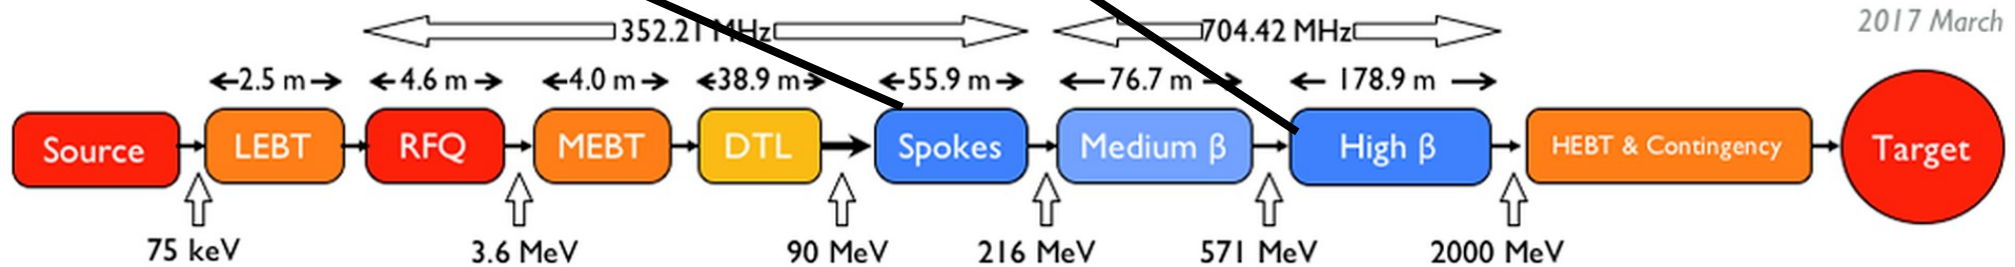 2017 March
352.21 MHz 704.42 MHz
2.5 m 4.6 m 4.0 m 38.9 m 55.9 m 76.7 m 178.9 m
Source LEBT RFQ MEBT DTL Spokes Medium β High β HEBT & Contingency Target
75 keV 3.6 MeV 90 MeV 216 MeV 571 MeV 2000 MeV